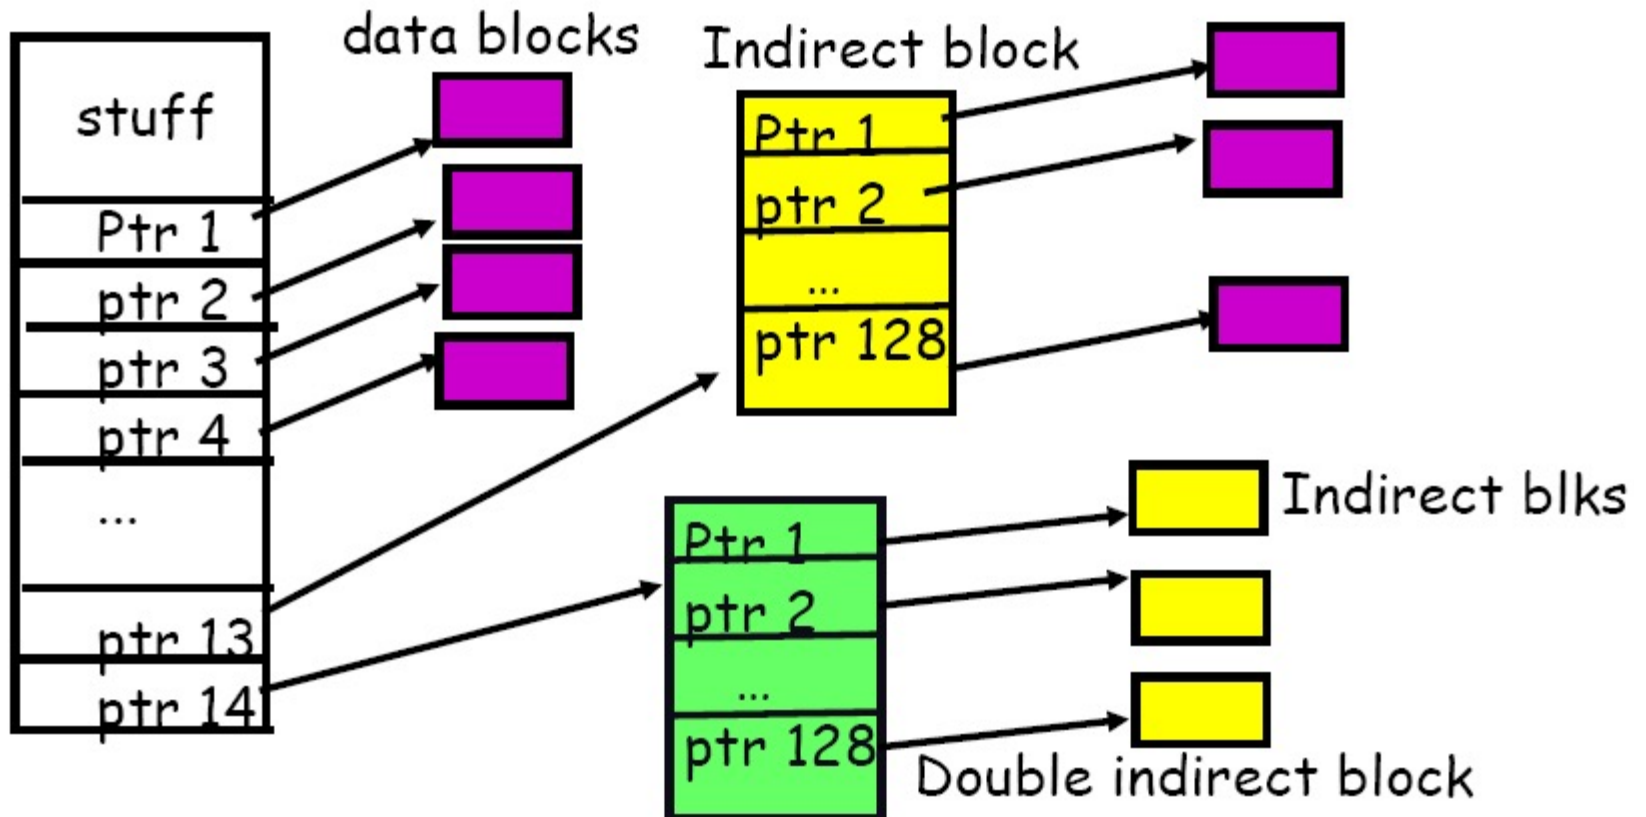 stuff
Ptr 1
ptr 2
ptr 3
ptr 4
...
ptr 13
ptr 14
data blocks
Indirect block
Ptr 1
ptr 2
...
ptr 128
Ptr 1
ptr 2
...
ptr 128
Indirect blks
Double indirect block